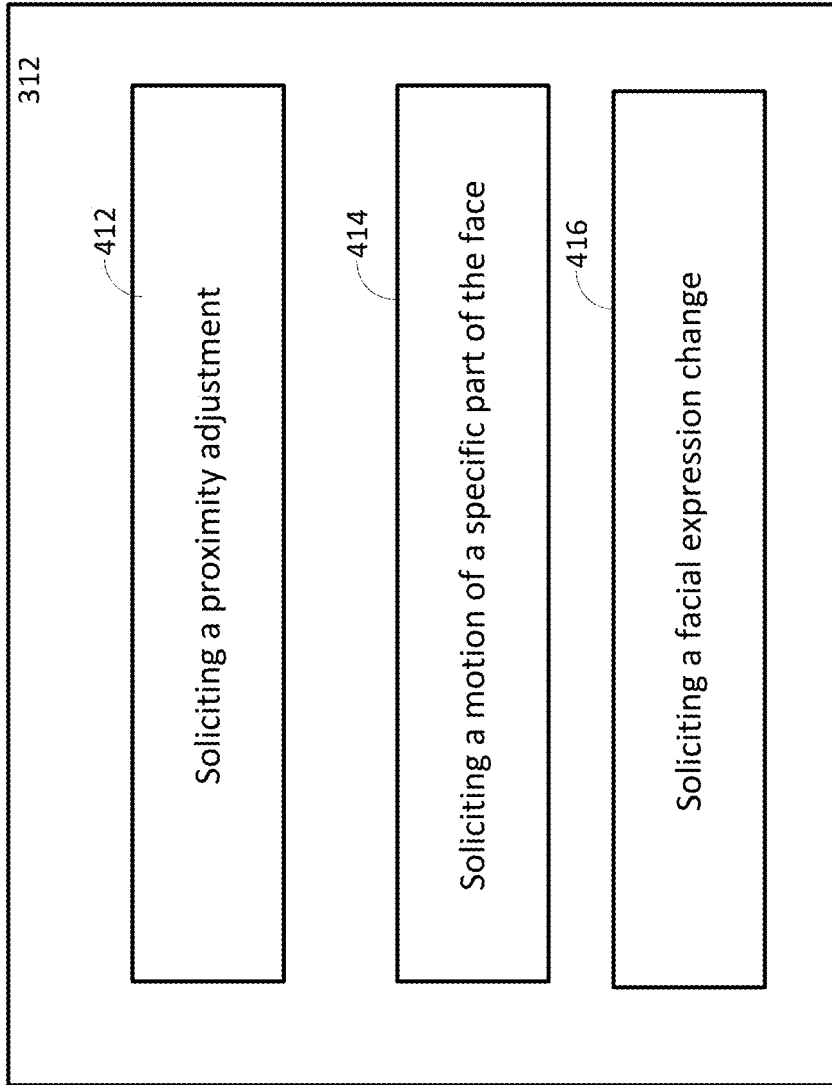 312
412
Soliciting a proximity adjustment
414
Soliciting a motion of a specific part of the face
416
Soliciting a facial expression change